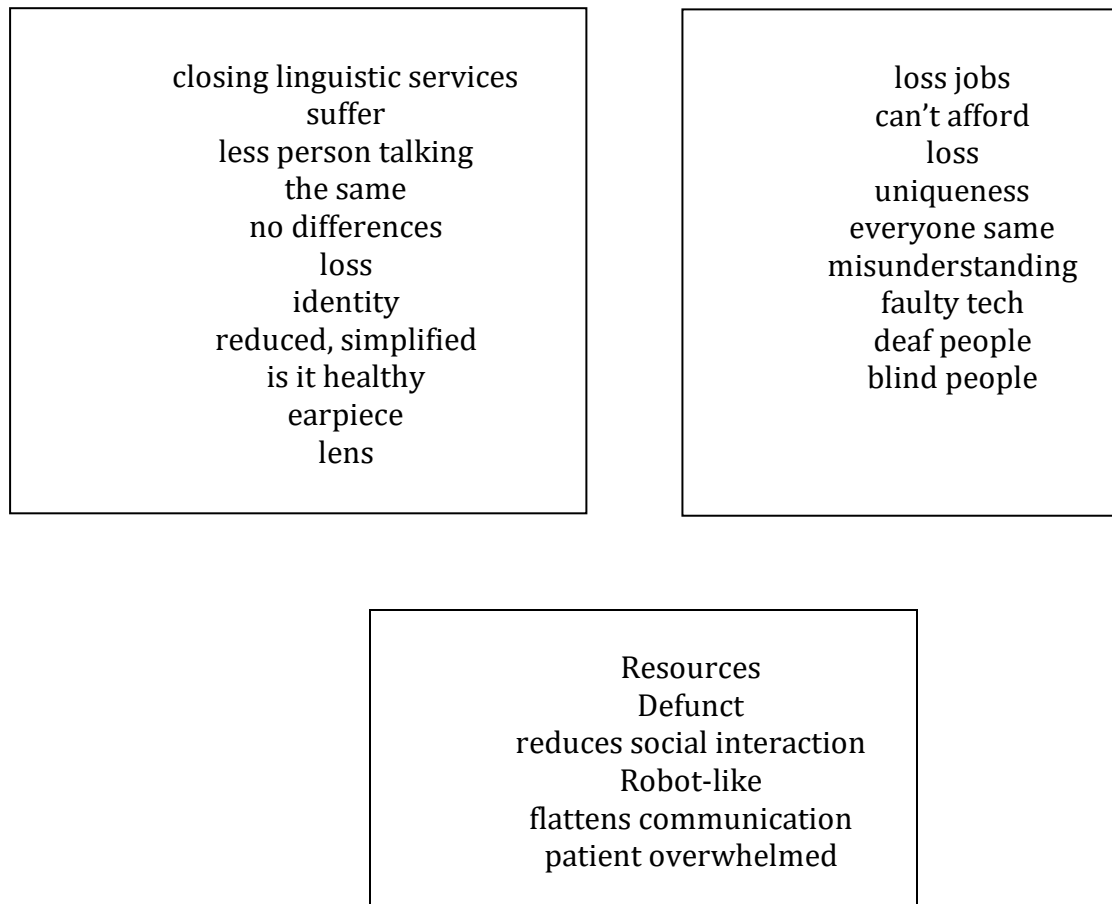 closing linguistic services
suffer
less person talking
the same
no differences
loss
identity
reduced, simplified
is it healthy
earpiece
lens
loss jobs
can’t afford
loss
uniqueness
everyone same
misunderstanding
faulty tech
deaf people
blind people
Resources
Defunct
reduces social interaction
Robot-like
flattens communication
patient overwhelmed